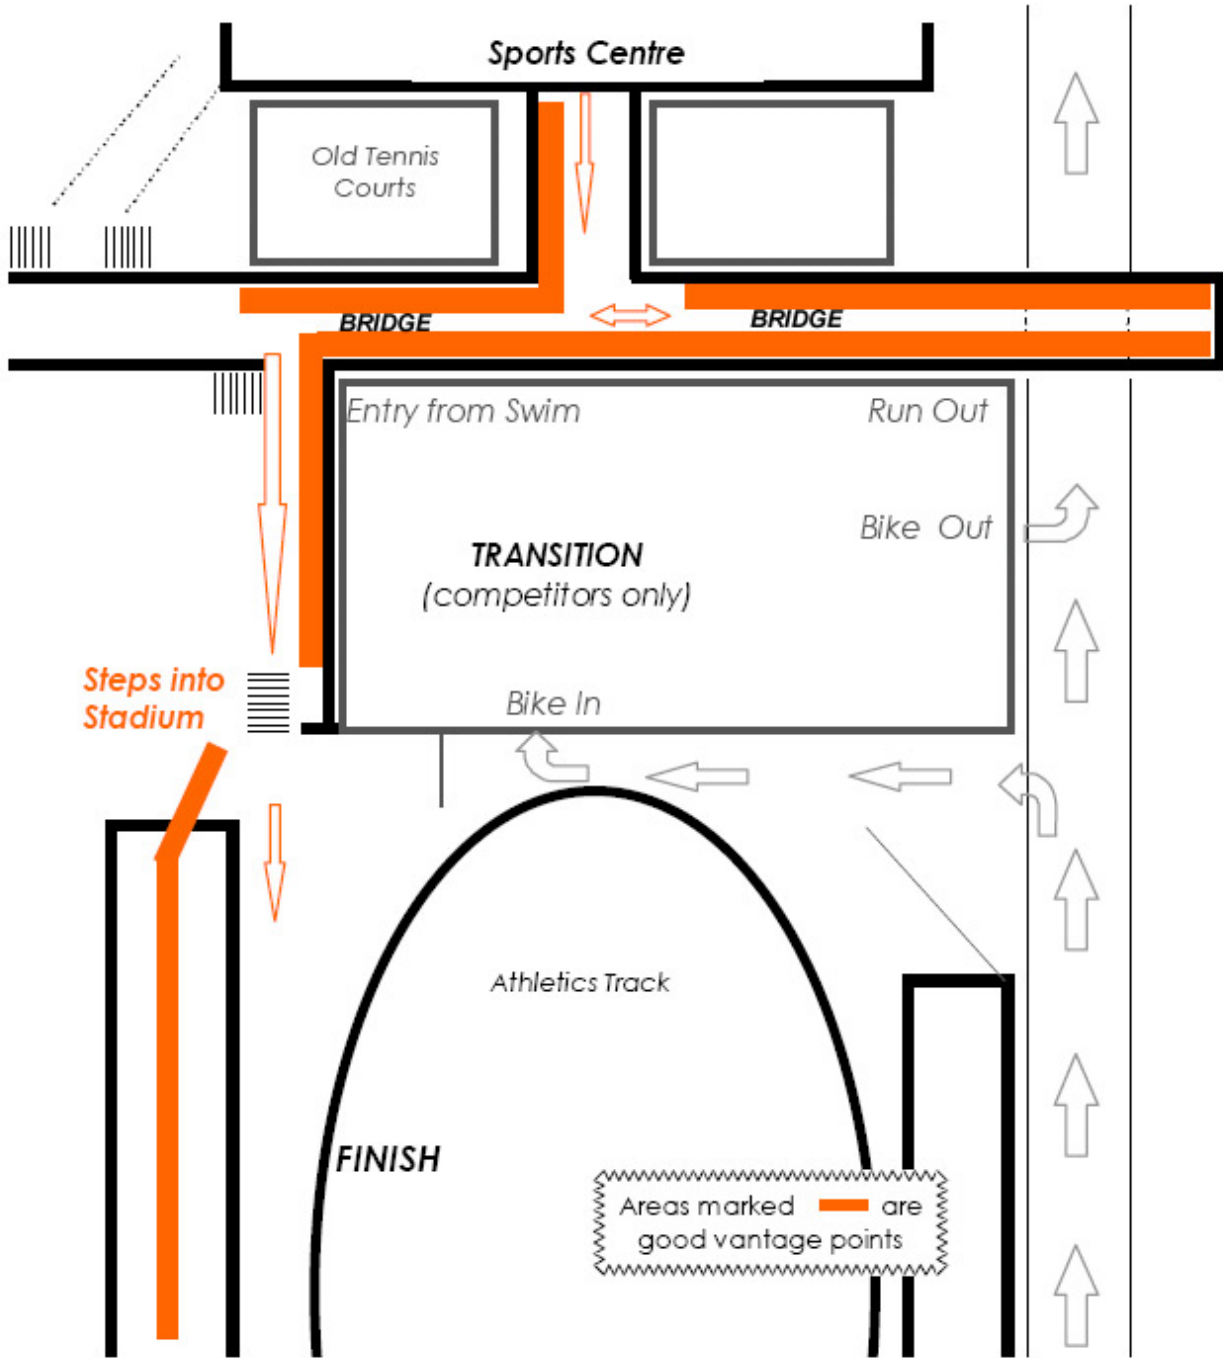 Sports Centre
Old Tennis
Courts
BRIDGE
BRIDGE
Entry from Swim
Run Out
Bike Out
TRANSITION
(competitors only)
Steps into
Stadium
Bike In
Athletics Track
FINISH
Areas marked are
good vantage points